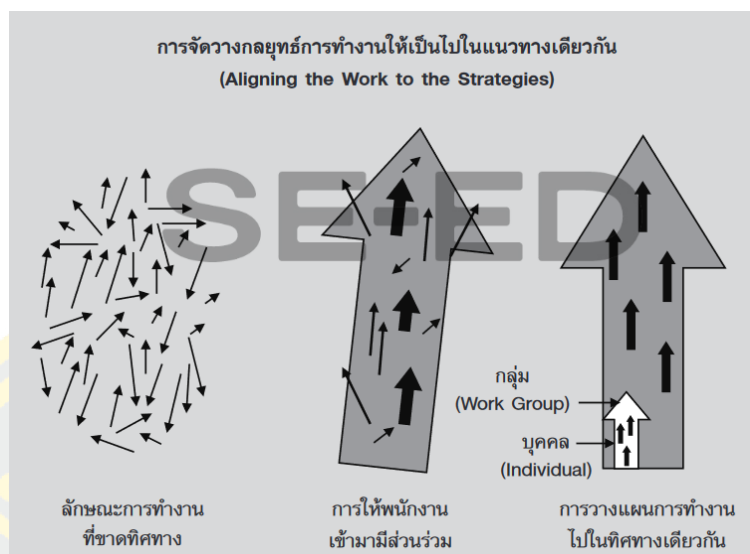 การจัดวางกลยุทธ์การทำงานให้เป็นไปในแนวทางเดียวกัน
(Aligning the Work to the Strategies)
SE-ED
กลุ่ม
(Work Group)
บุคคล
(Individual)
ลักษณะการทำงาน
ที่ขาดทิศทาง
การให้พนักงาน
เข้ามามีส่วนร่วม
การวางแผนการทำงาน
ไปในทิศทางเดียวกัน